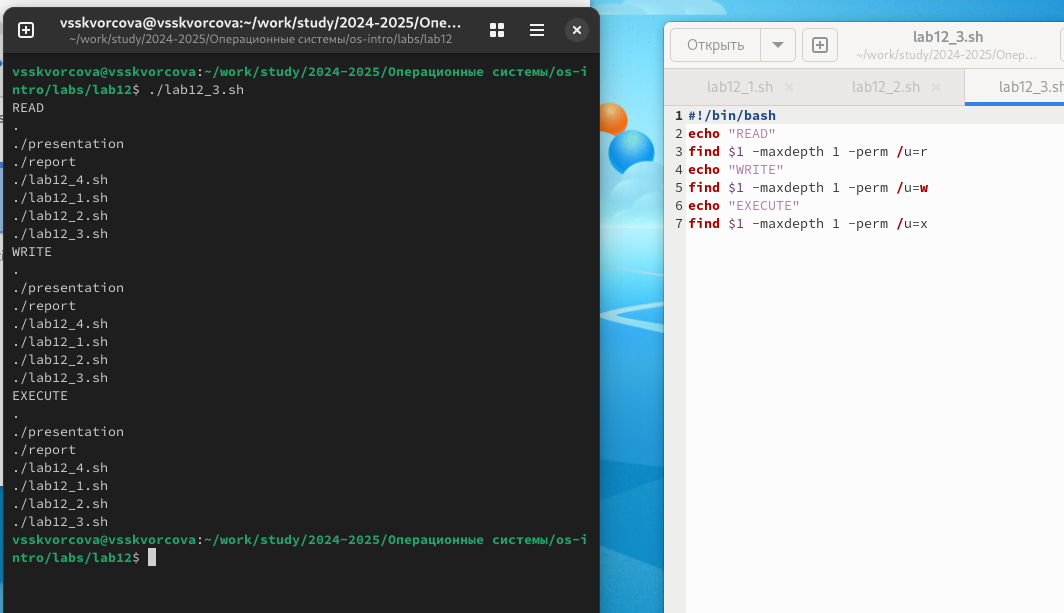 vsskvorcova@vsskvorcova:~/work/study/2024-2025/Опе...
~/work/study/2024-2025/Операционные системы/os-intro/labs/lab12
vsskvorcova@vsskvorcova:~/work/study/2024-2025/Операционные системы/os-i
ntro/labs/lab12$ ./lab12_3.sh
READ
.
./presentation
./report
./lab12_4.sh
./lab12_1.sh
./lab12_2.sh
./lab12_3.sh
WRITE
.
./presentation
./report
./lab12_4.sh
./lab12_1.sh
./lab12_2.sh
./lab12_3.sh
EXECUTE
.
./presentation
./report
./lab12_4.sh
./lab12_1.sh
./lab12_2.sh
./lab12_3.sh
vsskvorcova@vsskvorcova:~/work/study/2024-2025/Операционные системы/os-i
ntro/labs/lab12$
Открыть
lab12_3.sh
~/work/study/2024-2025/Опер...
lab12_1.sh lab12_2.sh lab12_3.sh
1 #!/bin/bash
2 echo "READ"
3 find $1 -maxdepth 1 -perm /u=r
4 echo "WRITE"
5 find $1 -maxdepth 1 -perm /u=w
6 echo "EXECUTE"
7 find $1 -maxdepth 1 -perm /u=x